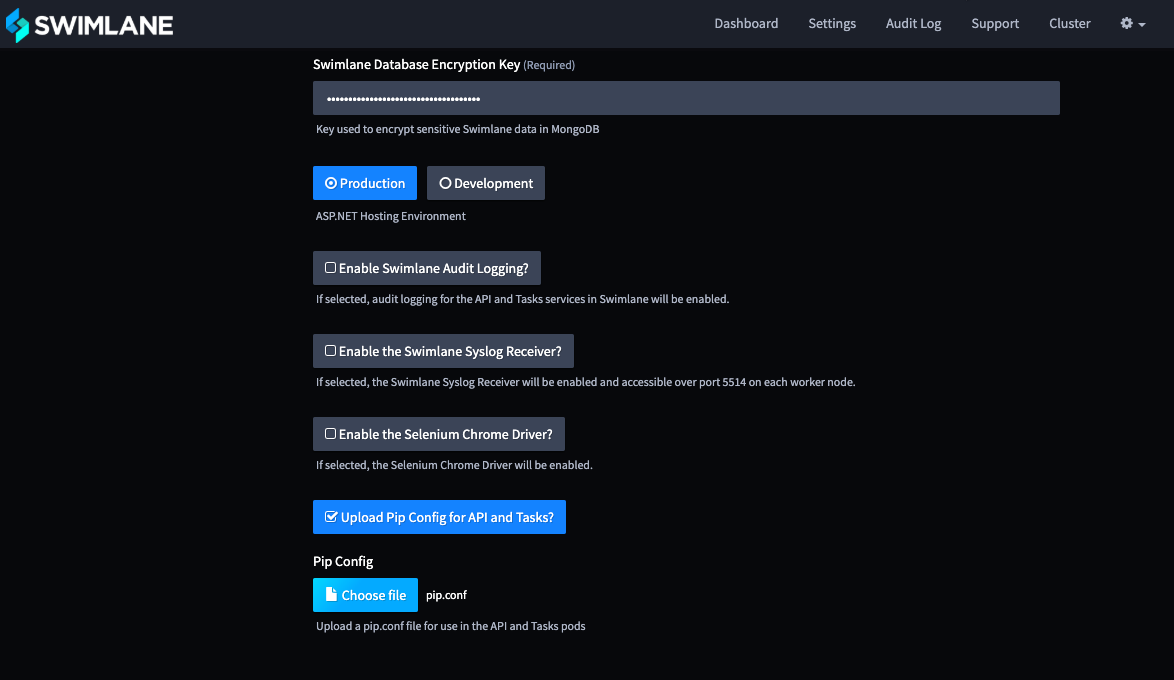 SWIMLANE
Dashboard Settings Audit Log Support Cluster
Swimlane Database Encryption Key (Required)
••••••••••••••••••••••••••••••••••••
Key used to encrypt sensitive Swimlane data in MongoDB
Production Development
ASP.NET Hosting Environment
Enable Swimlane Audit Logging?
If selected, audit logging for the API and Tasks services in Swimlane will be enabled.
Enable the Swimlane Syslog Receiver?
If selected, the Swimlane Syslog Receiver will be enabled and accessible over port 5514 on each worker node.
Enable the Selenium Chrome Driver?
If selected, the Selenium Chrome Driver will be enabled.
Upload Pip Config for API and Tasks?
Pip Config
Choose file pip.conf
Upload a pip.conf file for use in the API and Tasks pods